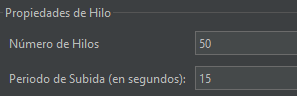 Propiedades de Hilo
Número de Hilos 50
Periodo de Subida (en segundos): 15